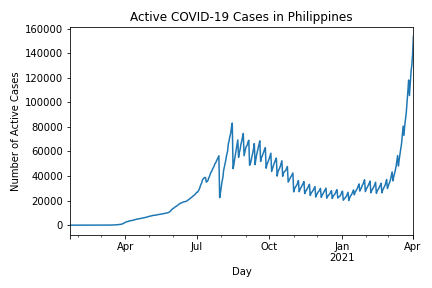 Active COVID-19 Cases in Philippines
160000
140000
120000
100000
80000
60000
40000
20000
0
Number of Active Cases
Apr
Jul
Oct
Jan
2021
Apr
Day